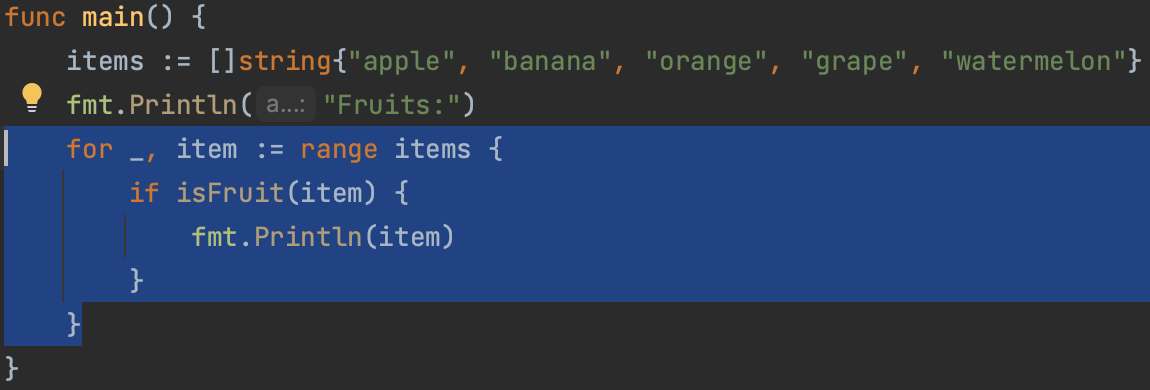 func main() {
    items := []string{"apple", "banana", "orange", "grape", "watermelon"}
    fmt.Println( a...: "Fruits:")
    for _, item := range items {
        if isFruit(item) {
            fmt.Println(item)
        }
    }
}